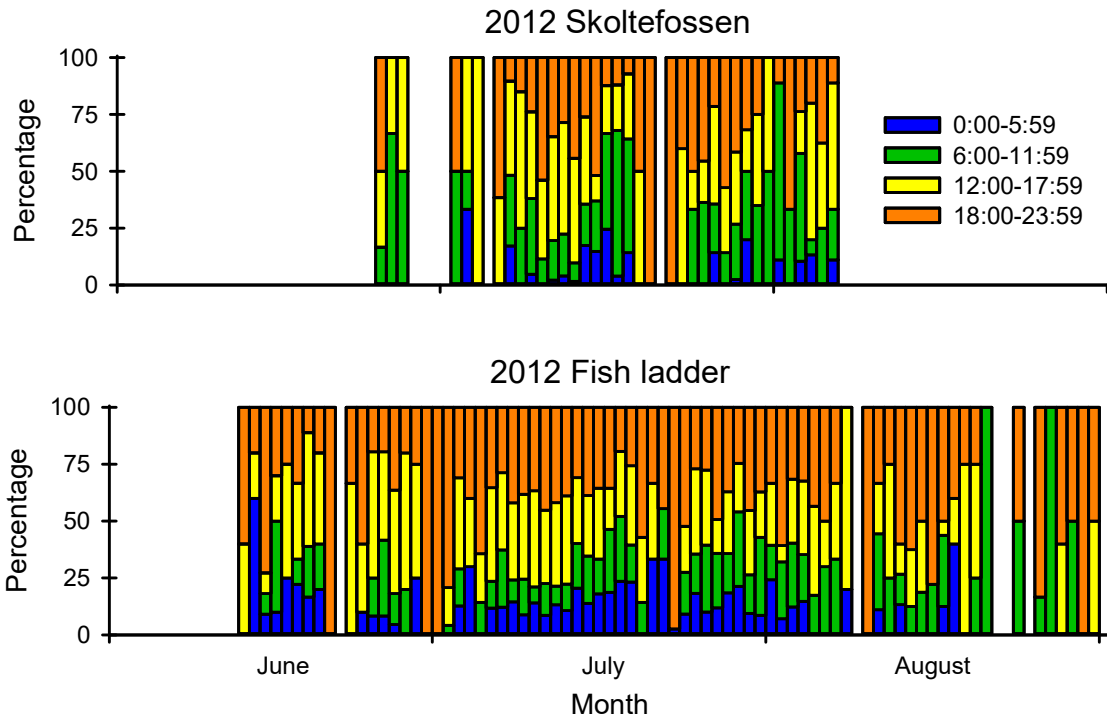 2012 Skoltefossen
100
75
50
25
0
Percentage
0:00-5:59
6:00-11:59
12:00-17:59
18:00-23:59
2012 Fish ladder
100
75
50
25
0
Percentage
June July August
Month